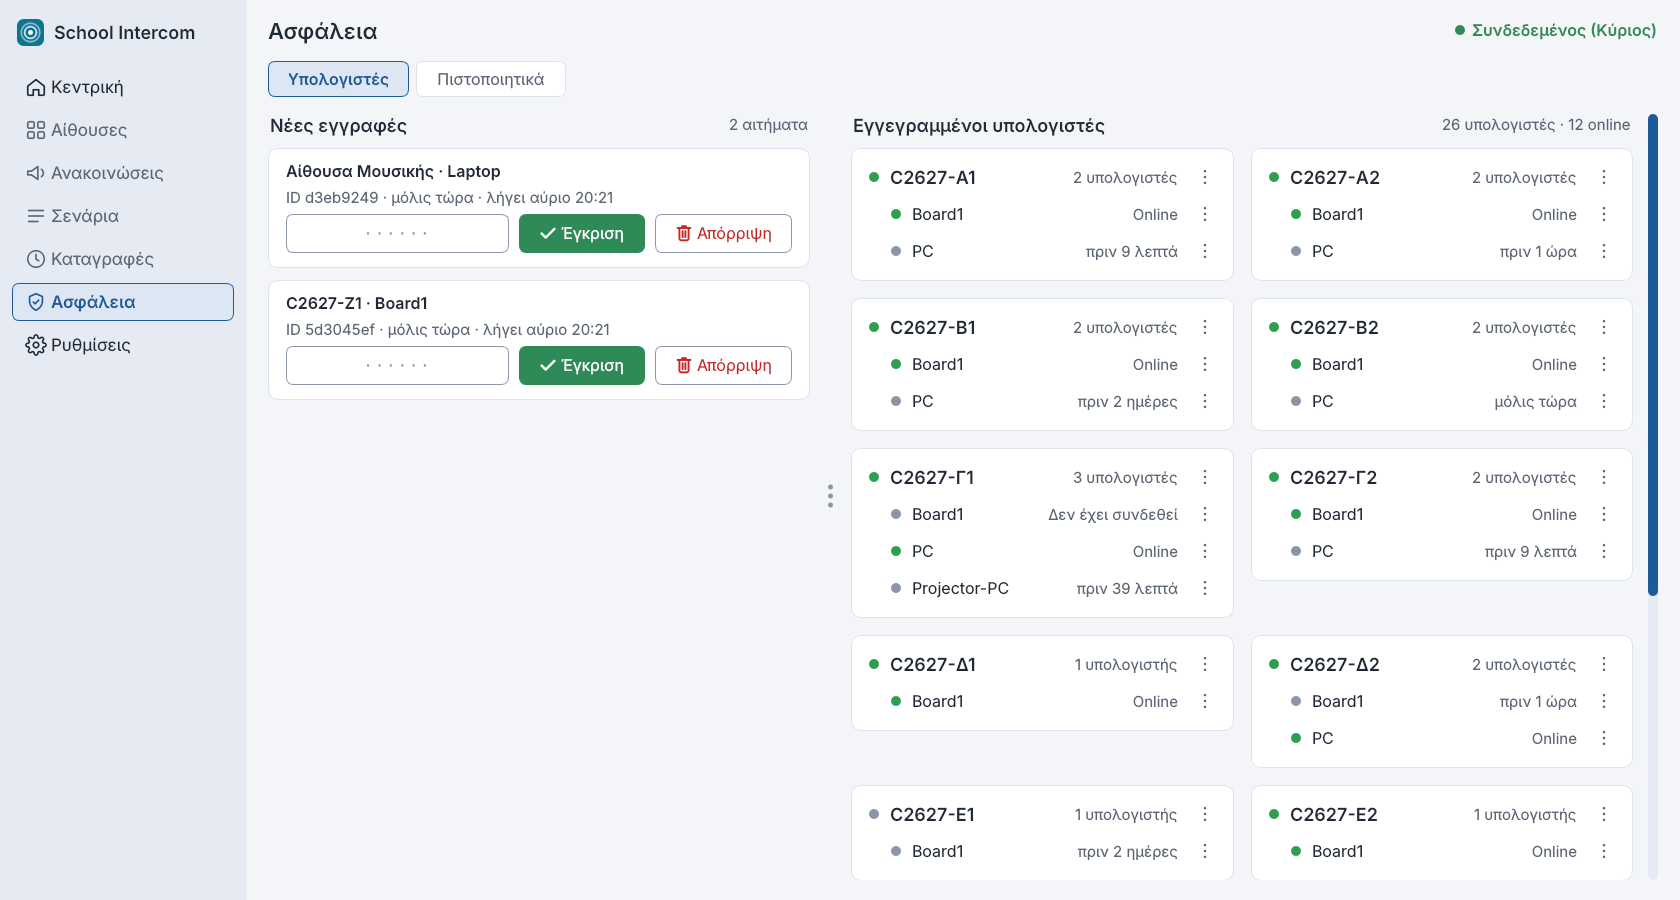 School Intercom
Κεντρική
Αίθουσες
Ανακοινώσεις
Σενάρια
Καταγραφές
Ασφάλεια
Ρυθμίσεις
Ασφάλεια
Συνδεδεμένος (Κύριος)
Υπολογιστές
Πιστοποιητικά
Νέες εγγραφές
2 αιτήματα
Αίθουσα Μουσικής · Laptop
ID d3eb9249 · μόλις τώρα · λήγει αύριο 20:21
· · · · · ·
Έγκριση
Απόρριψη
C2627-Z1 · Board1
ID 5d3045ef · μόλις τώρα · λήγει αύριο 20:21
· · · · · ·
Έγκριση
Απόρριψη
Εγγεγραμμένοι υπολογιστές
26 υπολογιστές · 12 online
C2627-A1 2 υπολογιστές
Board1 Online
PC πριν 9 λεπτά
C2627-A2 2 υπολογιστές
Board1 Online
PC πριν 1 ώρα
C2627-B1 2 υπολογιστές
Board1 Online
PC πριν 2 ημέρες
C2627-B2 2 υπολογιστές
Board1 Online
PC μόλις τώρα
C2627-Γ1 3 υπολογιστές
Board1 Δεν έχει συνδεθεί
PC Online
Projector-PC πριν 39 λεπτά
C2627-Γ2 2 υπολογιστές
Board1 Online
PC πριν 9 λεπτά
C2627-Δ1 1 υπολογιστής
Board1 Online
C2627-Δ2 2 υπολογιστές
Board1 πριν 1 ώρα
PC Online
C2627-E1 1 υπολογιστής
Board1 πριν 2 ημέρες
C2627-E2 1 υπολογιστής
Board1 Online